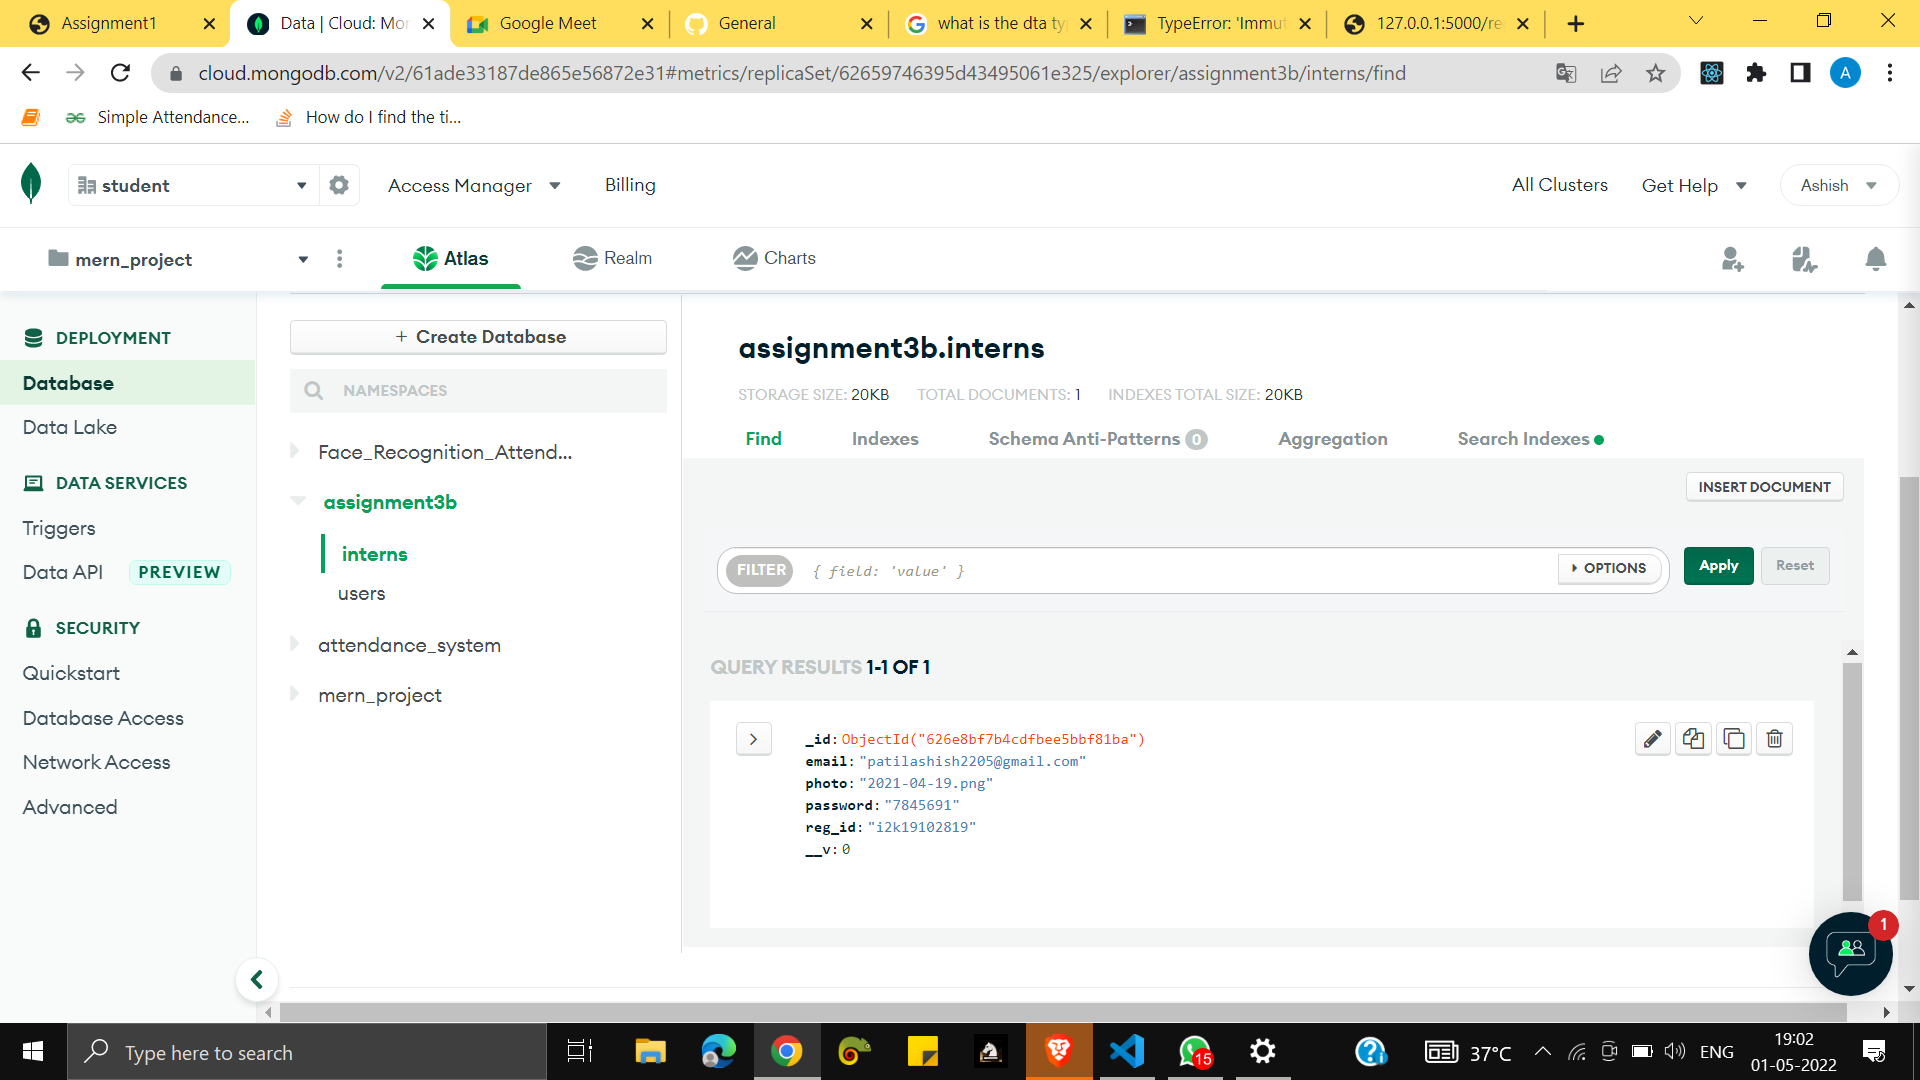 Assignment1
Data | Cloud: Mon
Google Meet
General
what is the dta ty
TypeError: 'Immut
127.0.0.1:5000/re
cloud.mongodb.com/v2/61ade33187de865e56872e31#metrics/replicaSet/62659746395d43495061e325/explorer/assignment3b/interns/find
A
Simple Attendance...
How do I find the ti...
student
Access Manager
Billing
All Clusters
Get Help
Ashish
mern_project
Atlas
Realm
Charts
DEPLOYMENT
Database
Data Lake
DATA SERVICES
Triggers
Data API PREVIEW
SECURITY
Quickstart
Database Access
Network Access
Advanced
+ Create Database
NAMESPACES
Face_Recognition_Attend...
assignment3b
interns
users
attendance_system
mern_project
assignment3b.interns
STORAGE SIZE: 20KB TOTAL DOCUMENTS: 1 INDEXES TOTAL SIZE: 20KB
Find Indexes Schema Anti-Patterns 0 Aggregation Search Indexes
INSERT DOCUMENT
FILTER { field: 'value' } OPTIONS Apply Reset
QUERY RESULTS 1-1 OF 1
_id: ObjectId("626e8bf7b4cdfbee5bbf81ba")
email: "patilashish2205@gmail.com"
photo: "2021-04-19.png"
password: "7845691"
reg_id: "i2k19102819"
__v: 0
1
Type here to search
15
37°C
ENG
19:02
01-05-2022